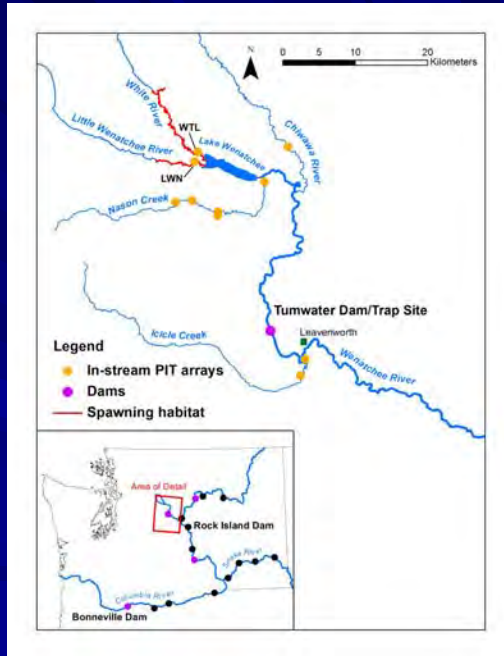 N
0
5
10
20
Kilometers
White River
Chiwawa River
Little Wenatchee River
WTL
Lake Wenatchee
LWN
Nason Creek
Tumwater Dam/Trap Site
Leavenworth
Icicle Creek
Wenatchee River
Legend
In-stream PIT arrays
Dams
Spawning habitat
Area of Detail
Rock Island Dam
Snake River
Columbia River
Bonneville Dam